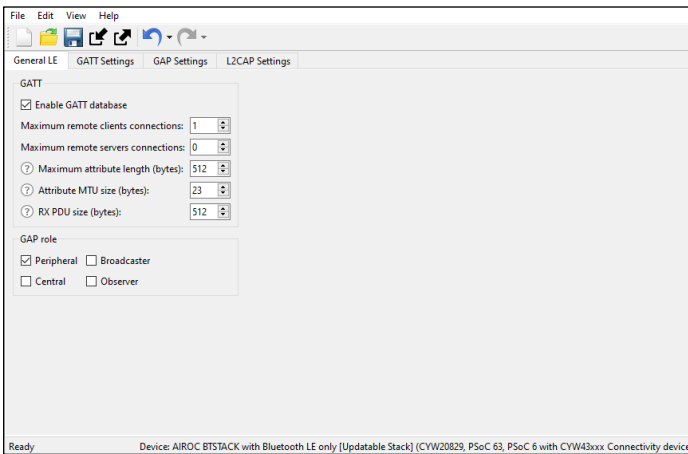 File Edit View Help
General LE GATT Settings GAP Settings L2CAP Settings
GATT
Enable GATT database
Maximum remote clients connections: 1
Maximum remote servers connections: 0
? Maximum attribute length (bytes): 512
? Attribute MTU size (bytes): 23
? RX PDU size (bytes): 512
GAP role
Peripheral Broadcaster
Central Observer
Ready Device: AIROC BTSTACK with Bluetooth LE only [Updatable Stack] (CYW20829, PSoC 63, PSoC 6 with CYW43xxx Connectivity device